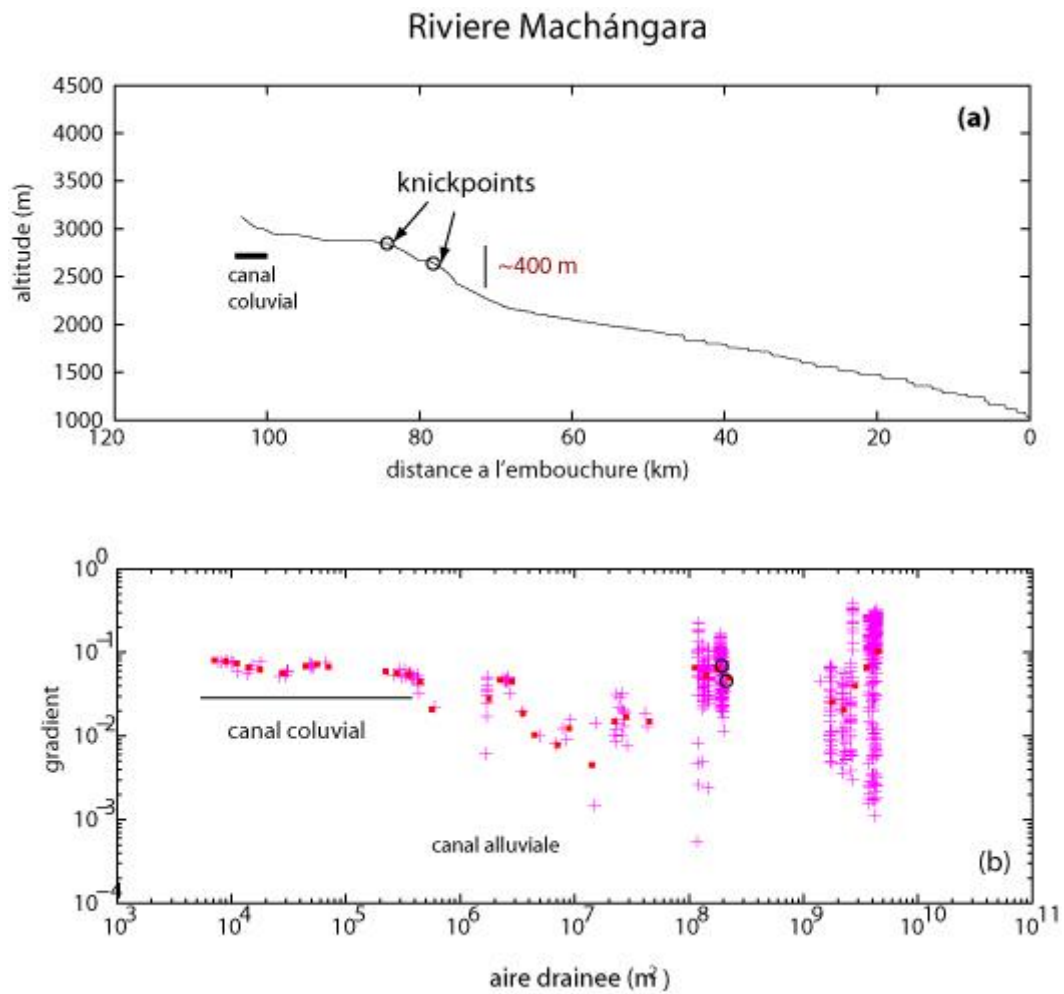 Riviere Machángara
4500
4000
3500
3000
2500
2000
1500
1000
altitude (m)
(a)
knickpoints
~400 m
canal
coluvial
120 100 80 60 40 20 0
distance a l'embouchure (km)
10^0
10^-1
10^-2
10^-3
10^-4
gradient
canal coluvial
canal alluviale
(b)
10^3 10^4 10^5 10^6 10^7 10^8 10^9 10^10 10^11
aire drainee (m²)